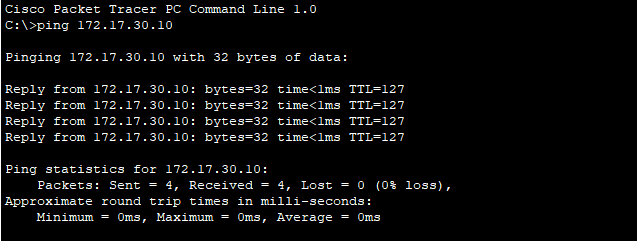 Cisco Packet Tracer PC Command Line 1.0
C:\>ping 172.17.30.10
Pinging 172.17.30.10 with 32 bytes of data:
Reply from 172.17.30.10: bytes=32 time<1ms TTL=127
Reply from 172.17.30.10: bytes=32 time<1ms TTL=127
Reply from 172.17.30.10: bytes=32 time<1ms TTL=127
Reply from 172.17.30.10: bytes=32 time<1ms TTL=127
Ping statistics for 172.17.30.10:
    Packets: Sent = 4, Received = 4, Lost = 0 (0% loss),
Approximate round trip times in milli-seconds:
    Minimum = 0ms, Maximum = 0ms, Average = 0ms